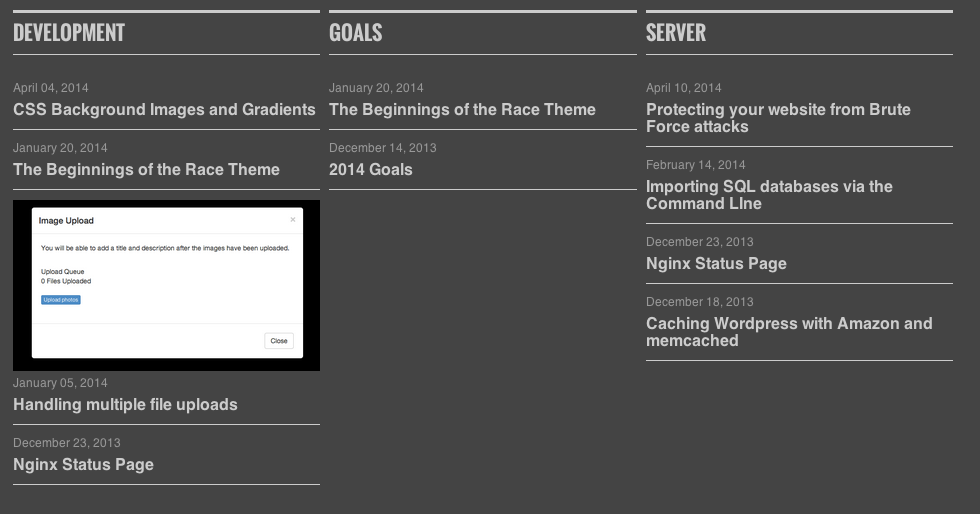 DEVELOPMENT
April 04, 2014
CSS Background Images and Gradients
January 20, 2014
The Beginnings of the Race Theme
Image Upload
×
You will be able to add a title and description after the images have been uploaded.
Upload Queue
0 Files Uploaded
Upload photos
Close
January 05, 2014
Handling multiple file uploads
December 23, 2013
Nginx Status Page
GOALS
January 20, 2014
The Beginnings of the Race Theme
December 14, 2013
2014 Goals
SERVER
April 10, 2014
Protecting your website from Brute
Force attacks
February 14, 2014
Importing SQL databases via the
Command LIne
December 23, 2013
Nginx Status Page
December 18, 2013
Caching Wordpress with Amazon and
memcached